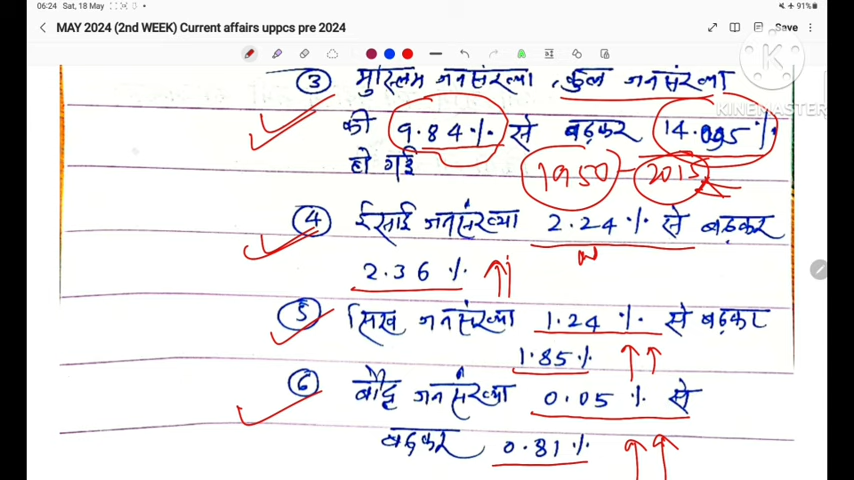 06:24 Sat, 18 May
91%
MAY 2024 (2nd WEEK) Current affairs uppcs pre 2024
Save
KINEMASTER
③ मुस्लिम जनसंख्या, कुल जनसंख्या
की 9.84% से बढ़कर 14.095%
हो गई 1950 - 2015
④ ईसाई जनसंख्या 2.24% से बढ़कर
2.36%
⑤ सिख जनसंख्या 1.24% से बढ़कर
1.85%
⑥ बौद्ध जनसंख्या 0.05% से
बढ़कर 0.81%